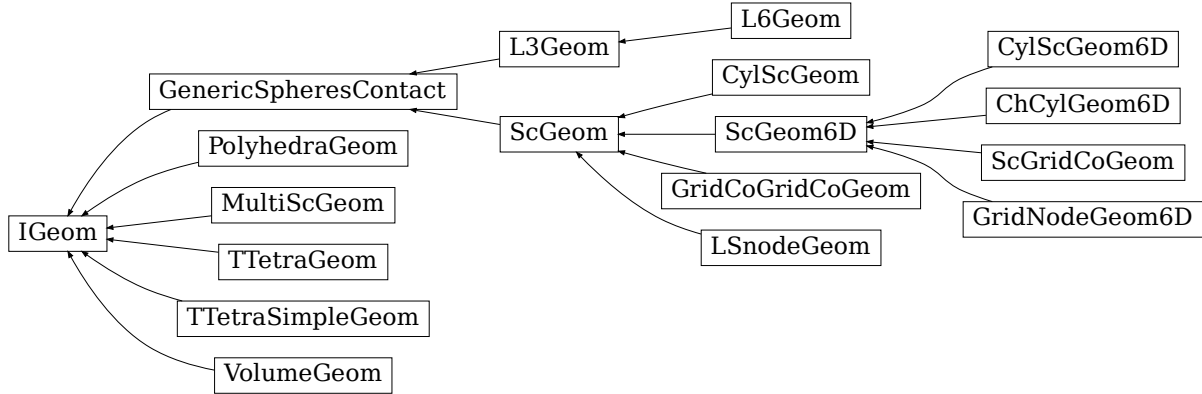 L6Geom
L3Geom
CylScGeom6D
CylScGeom
GenericSpheresContact
ChCylGeom6D
ScGeom
ScGeom6D
PolyhedraGeom
ScGridCoGeom
GridCoGridCoGeom
MultiScGeom
GridNodeGeom6D
IGeom
LSnodeGeom
TTetraGeom
TTetraSimpleGeom
VolumeGeom